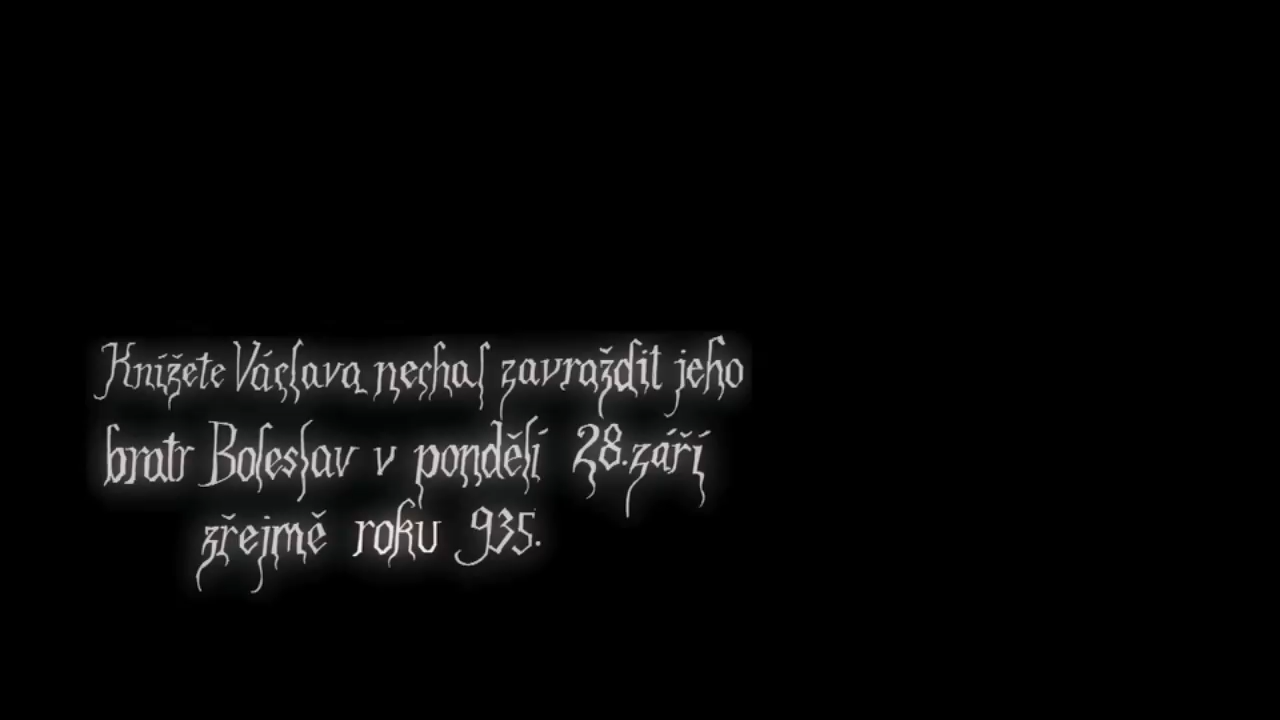 Knížete Václava nechal zavraždit jeho
bratr Boleslav v pondělí 28.září
zřejmě roku 935.